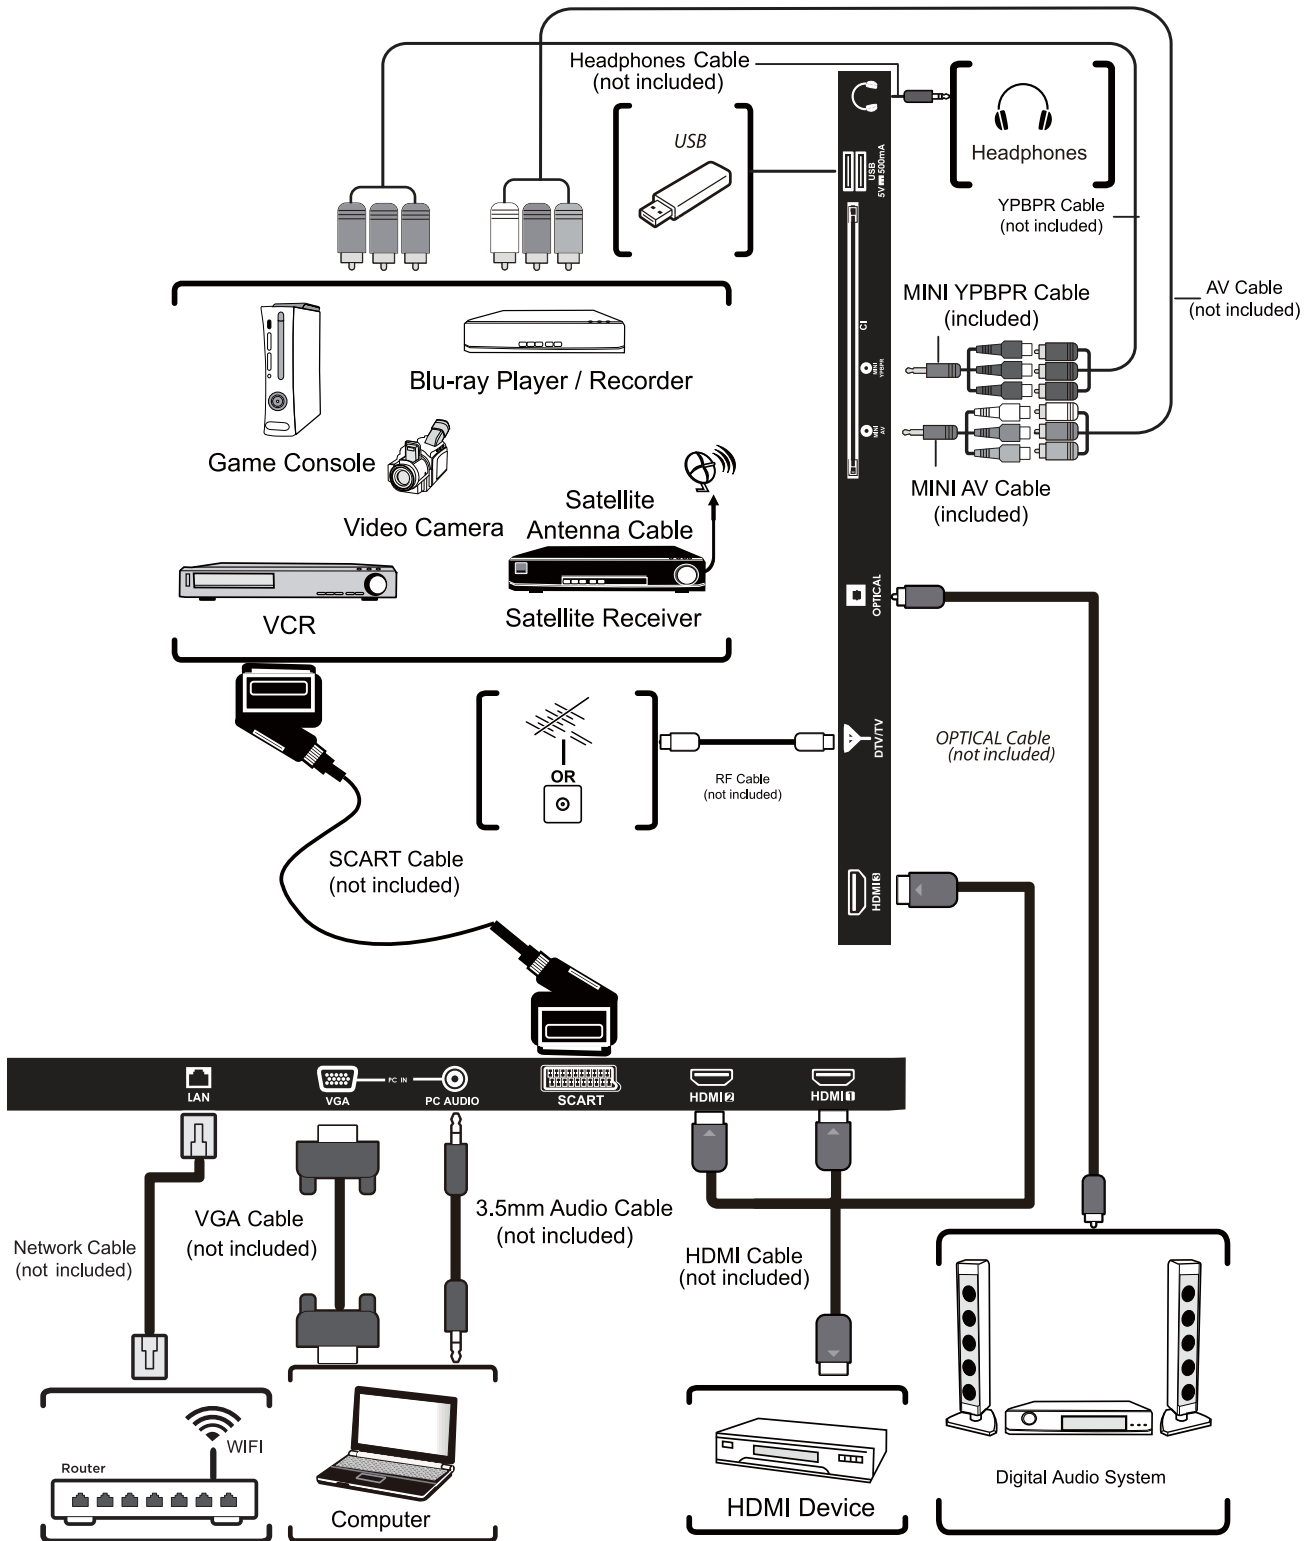 Headphones Cable
(not included)
USB
Headphones
USB
5V⎓500mA
YPBPR Cable
(not included)
AV Cable
(not included)
MINI YPBPR Cable
(included)
CI
MINI
YPBPR
MINI
AV
MINI AV Cable
(included)
Blu-ray Player / Recorder
Game Console
Video Camera
Satellite
Antenna Cable
VCR
Satellite Receiver
OPTICAL
OPTICAL Cable
(not included)
OR
RF Cable
(not included)
DTV/TV
SCART Cable
(not included)
HDMI3
LAN
VGA
PC IN
PC AUDIO
SCART
HDMI2
HDMI1
Network Cable
(not included)
VGA Cable
(not included)
3.5mm Audio Cable
(not included)
HDMI Cable
(not included)
WIFI
Router
Computer
HDMI Device
Digital Audio System